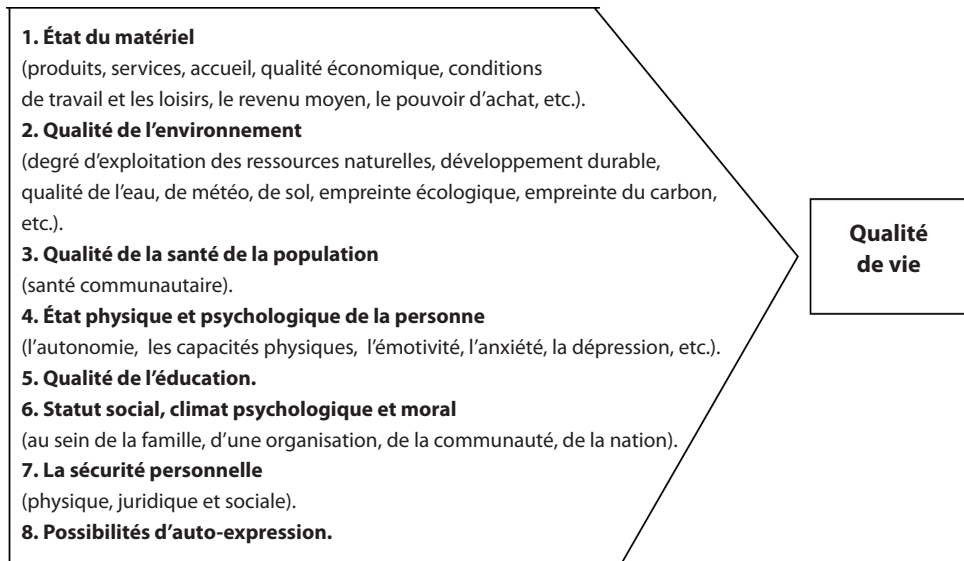 1. État du matériel
(produits, services, accueil, qualité économique, conditions
de travail et les loisirs, le revenu moyen, le pouvoir d’achat, etc.).
2. Qualité de l’environnement
(degré d’exploitation des ressources naturelles, développement durable,
qualité de l’eau, de météo, de sol, empreinte écologique, empreinte du carbon,
etc.).
3. Qualité de la santé de la population
(santé communautaire).
4. État physique et psychologique de la personne
(l’autonomie, les capacités physiques, l’émotivité, l’anxiété, la dépression, etc.).
5. Qualité de l’éducation.
6. Statut social, climat psychologique et moral
(au sein de la famille, d’une organisation, de la communauté, de la nation).
7. La sécurité personnelle
(physique, juridique et sociale).
8. Possibilités d’auto-expression.
Qualité
de vie